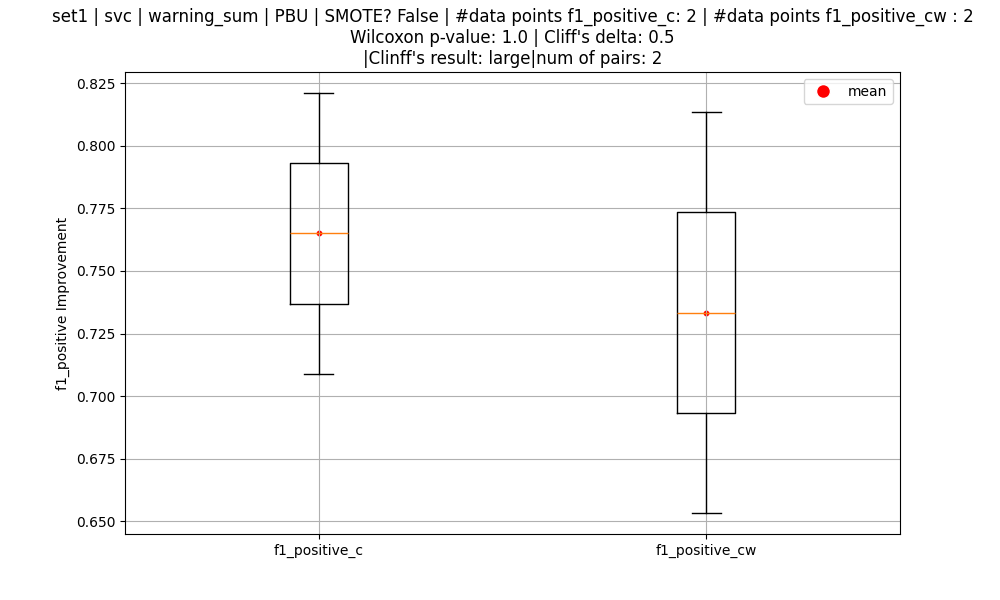 set1 | svc | warning_sum | PBU | SMOTE? False | #data points f1_positive_c: 2 | #data points f1_positive_cw : 2
Wilcoxon p-value: 1.0 | Cliff's delta: 0.5
|Clinff's result: large|num of pairs: 2
mean
0.825
0.800
0.775
0.750
0.725
0.700
0.675
0.650
f1_positive Improvement
f1_positive_c
f1_positive_cw